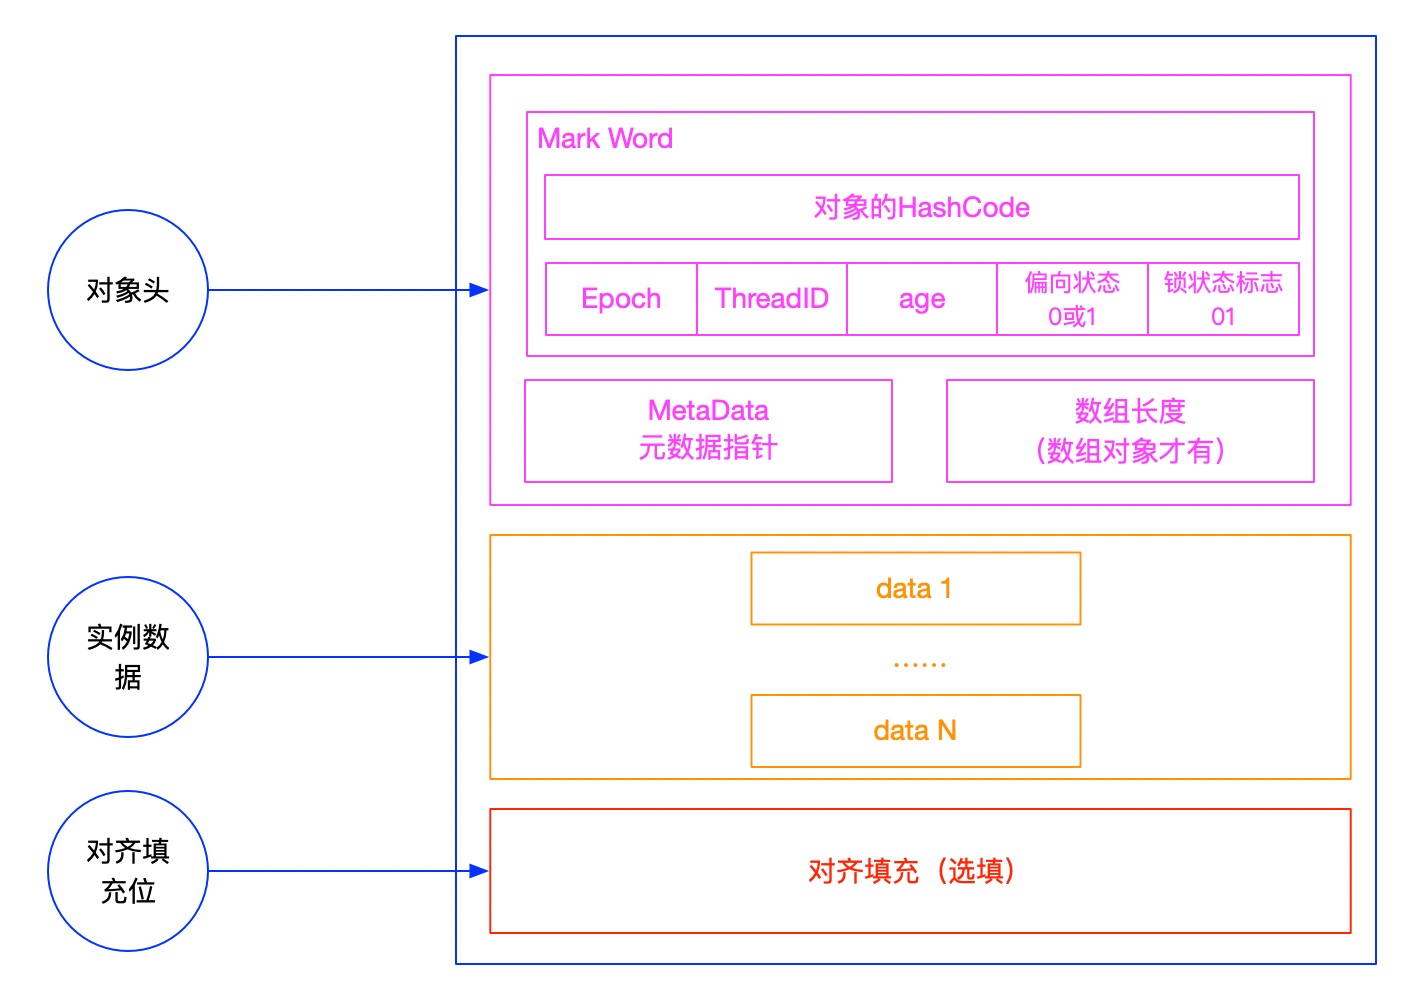 对象头
Mark Word
对象的HashCode
Epoch
ThreadID
age
偏向状态
0或1
锁状态标志
01
MetaData
元数据指针
数组长度
（数组对象才有）
实例数
据
data 1
……
data N
对齐填
充位
对齐填充（选填）